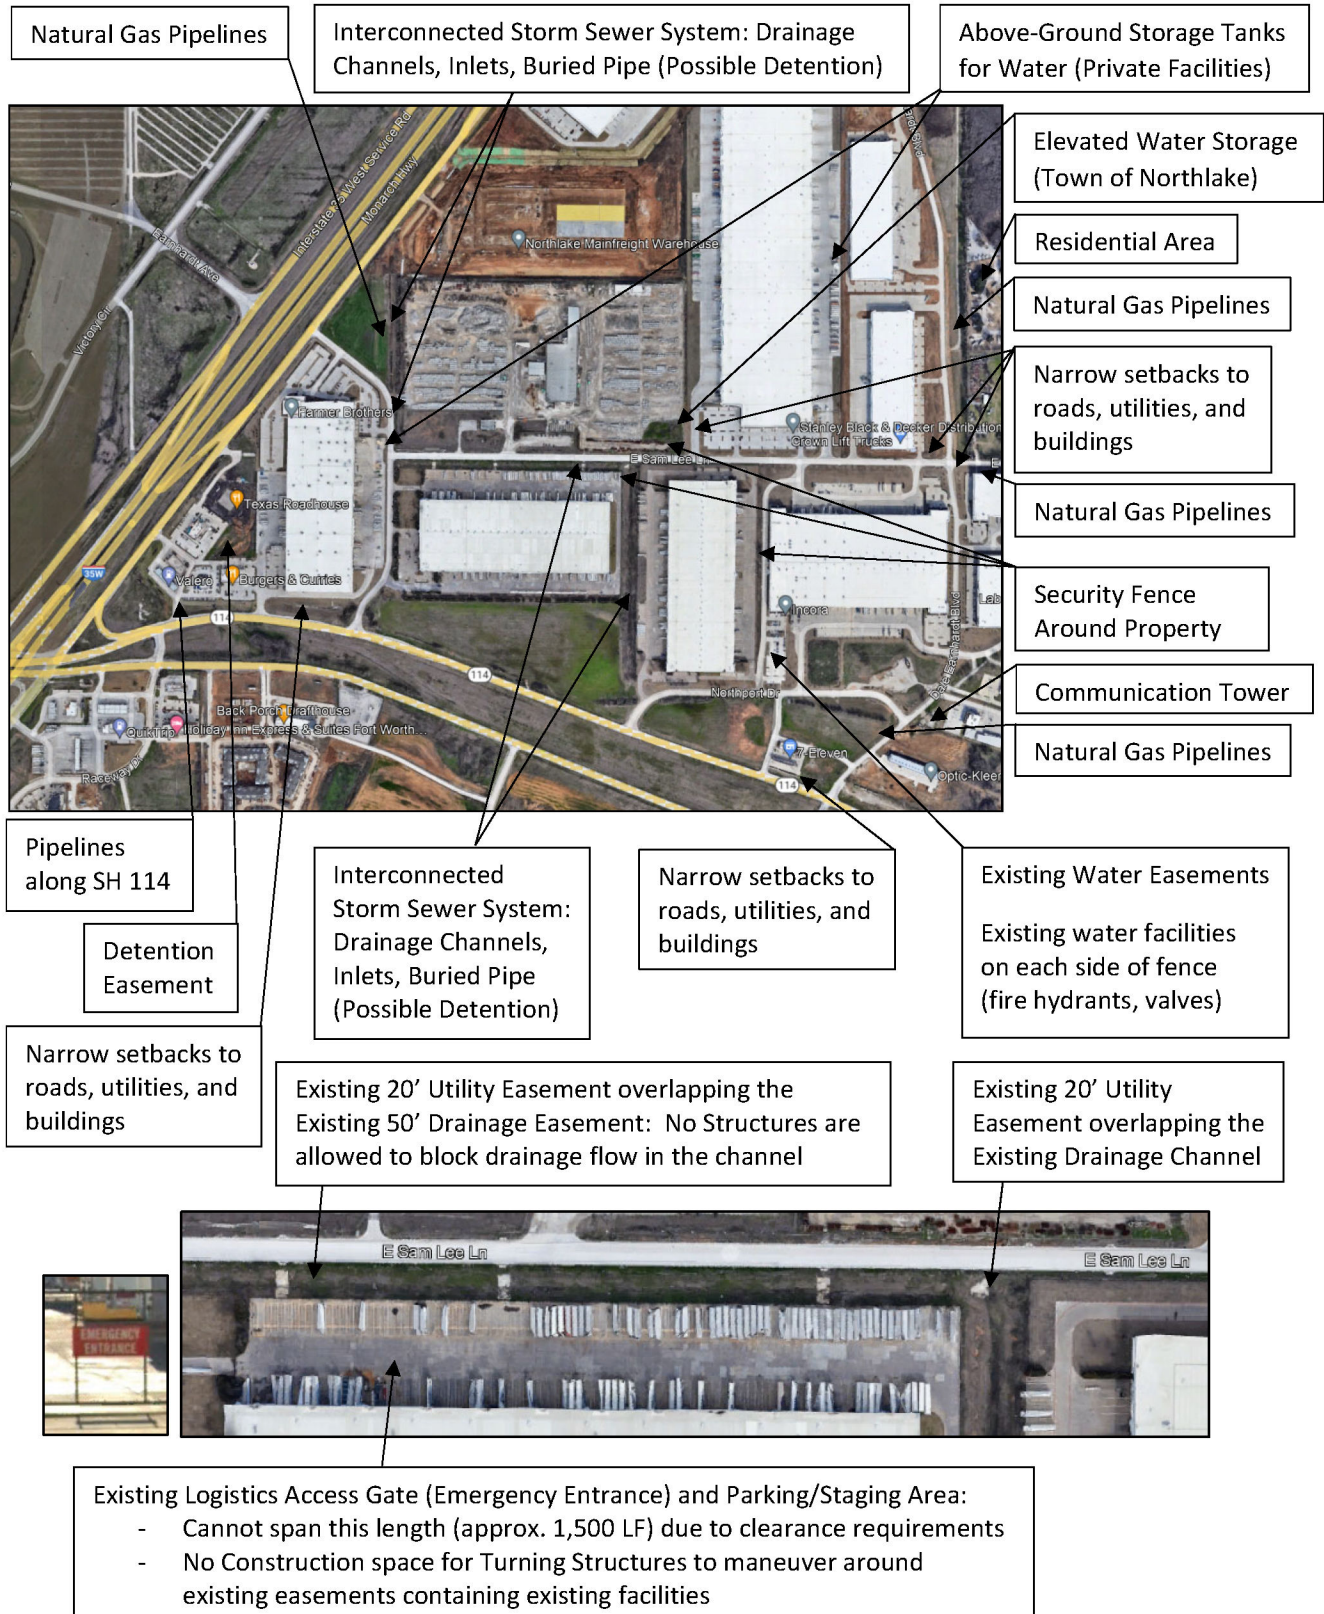 Natural Gas Pipelines
Interconnected Storm Sewer System: Drainage
Channels, Inlets, Buried Pipe (Possible Detention)
Above-Ground Storage Tanks
for Water (Private Facilities)
Elevated Water Storage
(Town of Northlake)
Residential Area
Natural Gas Pipelines
Narrow setbacks to
roads, utilities, and
buildings
Natural Gas Pipelines
Security Fence
Around Property
Communication Tower
Natural Gas Pipelines
Interstate 35 West Service Rd
Monarch Hwy
Earnhardt Ave
Victory Cir
Northlake Mainfreight Warehouse
Farmer Brothers
Stanley Black & Decker Distribution
Crown Lift Trucks
E Sam Lee Ln
Texas Roadhouse
35W
Valero
Burgers & Curries
114
Incora
Lab
Dale Earnhardt Blvd
114
Northport Dr
Back Porch Drafthouse
QuikTrip
Holiday Inn Express & Suites Fort Worth...
Raceway Dr
7-Eleven
114
Optic-Kleer
Pipelines
along SH 114
Detention
Easement
Narrow setbacks to
roads, utilities, and
buildings
Interconnected
Storm Sewer System:
Drainage Channels,
Inlets, Buried Pipe
(Possible Detention)
Narrow setbacks to
roads, utilities, and
buildings
Existing Water Easements
Existing water facilities
on each side of fence
(fire hydrants, valves)
Existing 20’ Utility Easement overlapping the
Existing 50’ Drainage Easement: No Structures are
allowed to block drainage flow in the channel
Existing 20’ Utility
Easement overlapping the
Existing Drainage Channel
E Sam Lee Ln
E Sam Lee Ln
EMERGENCY
ENTRANCE
Existing Logistics Access Gate (Emergency Entrance) and Parking/Staging Area:
- Cannot span this length (approx. 1,500 LF) due to clearance requirements
- No Construction space for Turning Structures to maneuver around
existing easements containing existing facilities